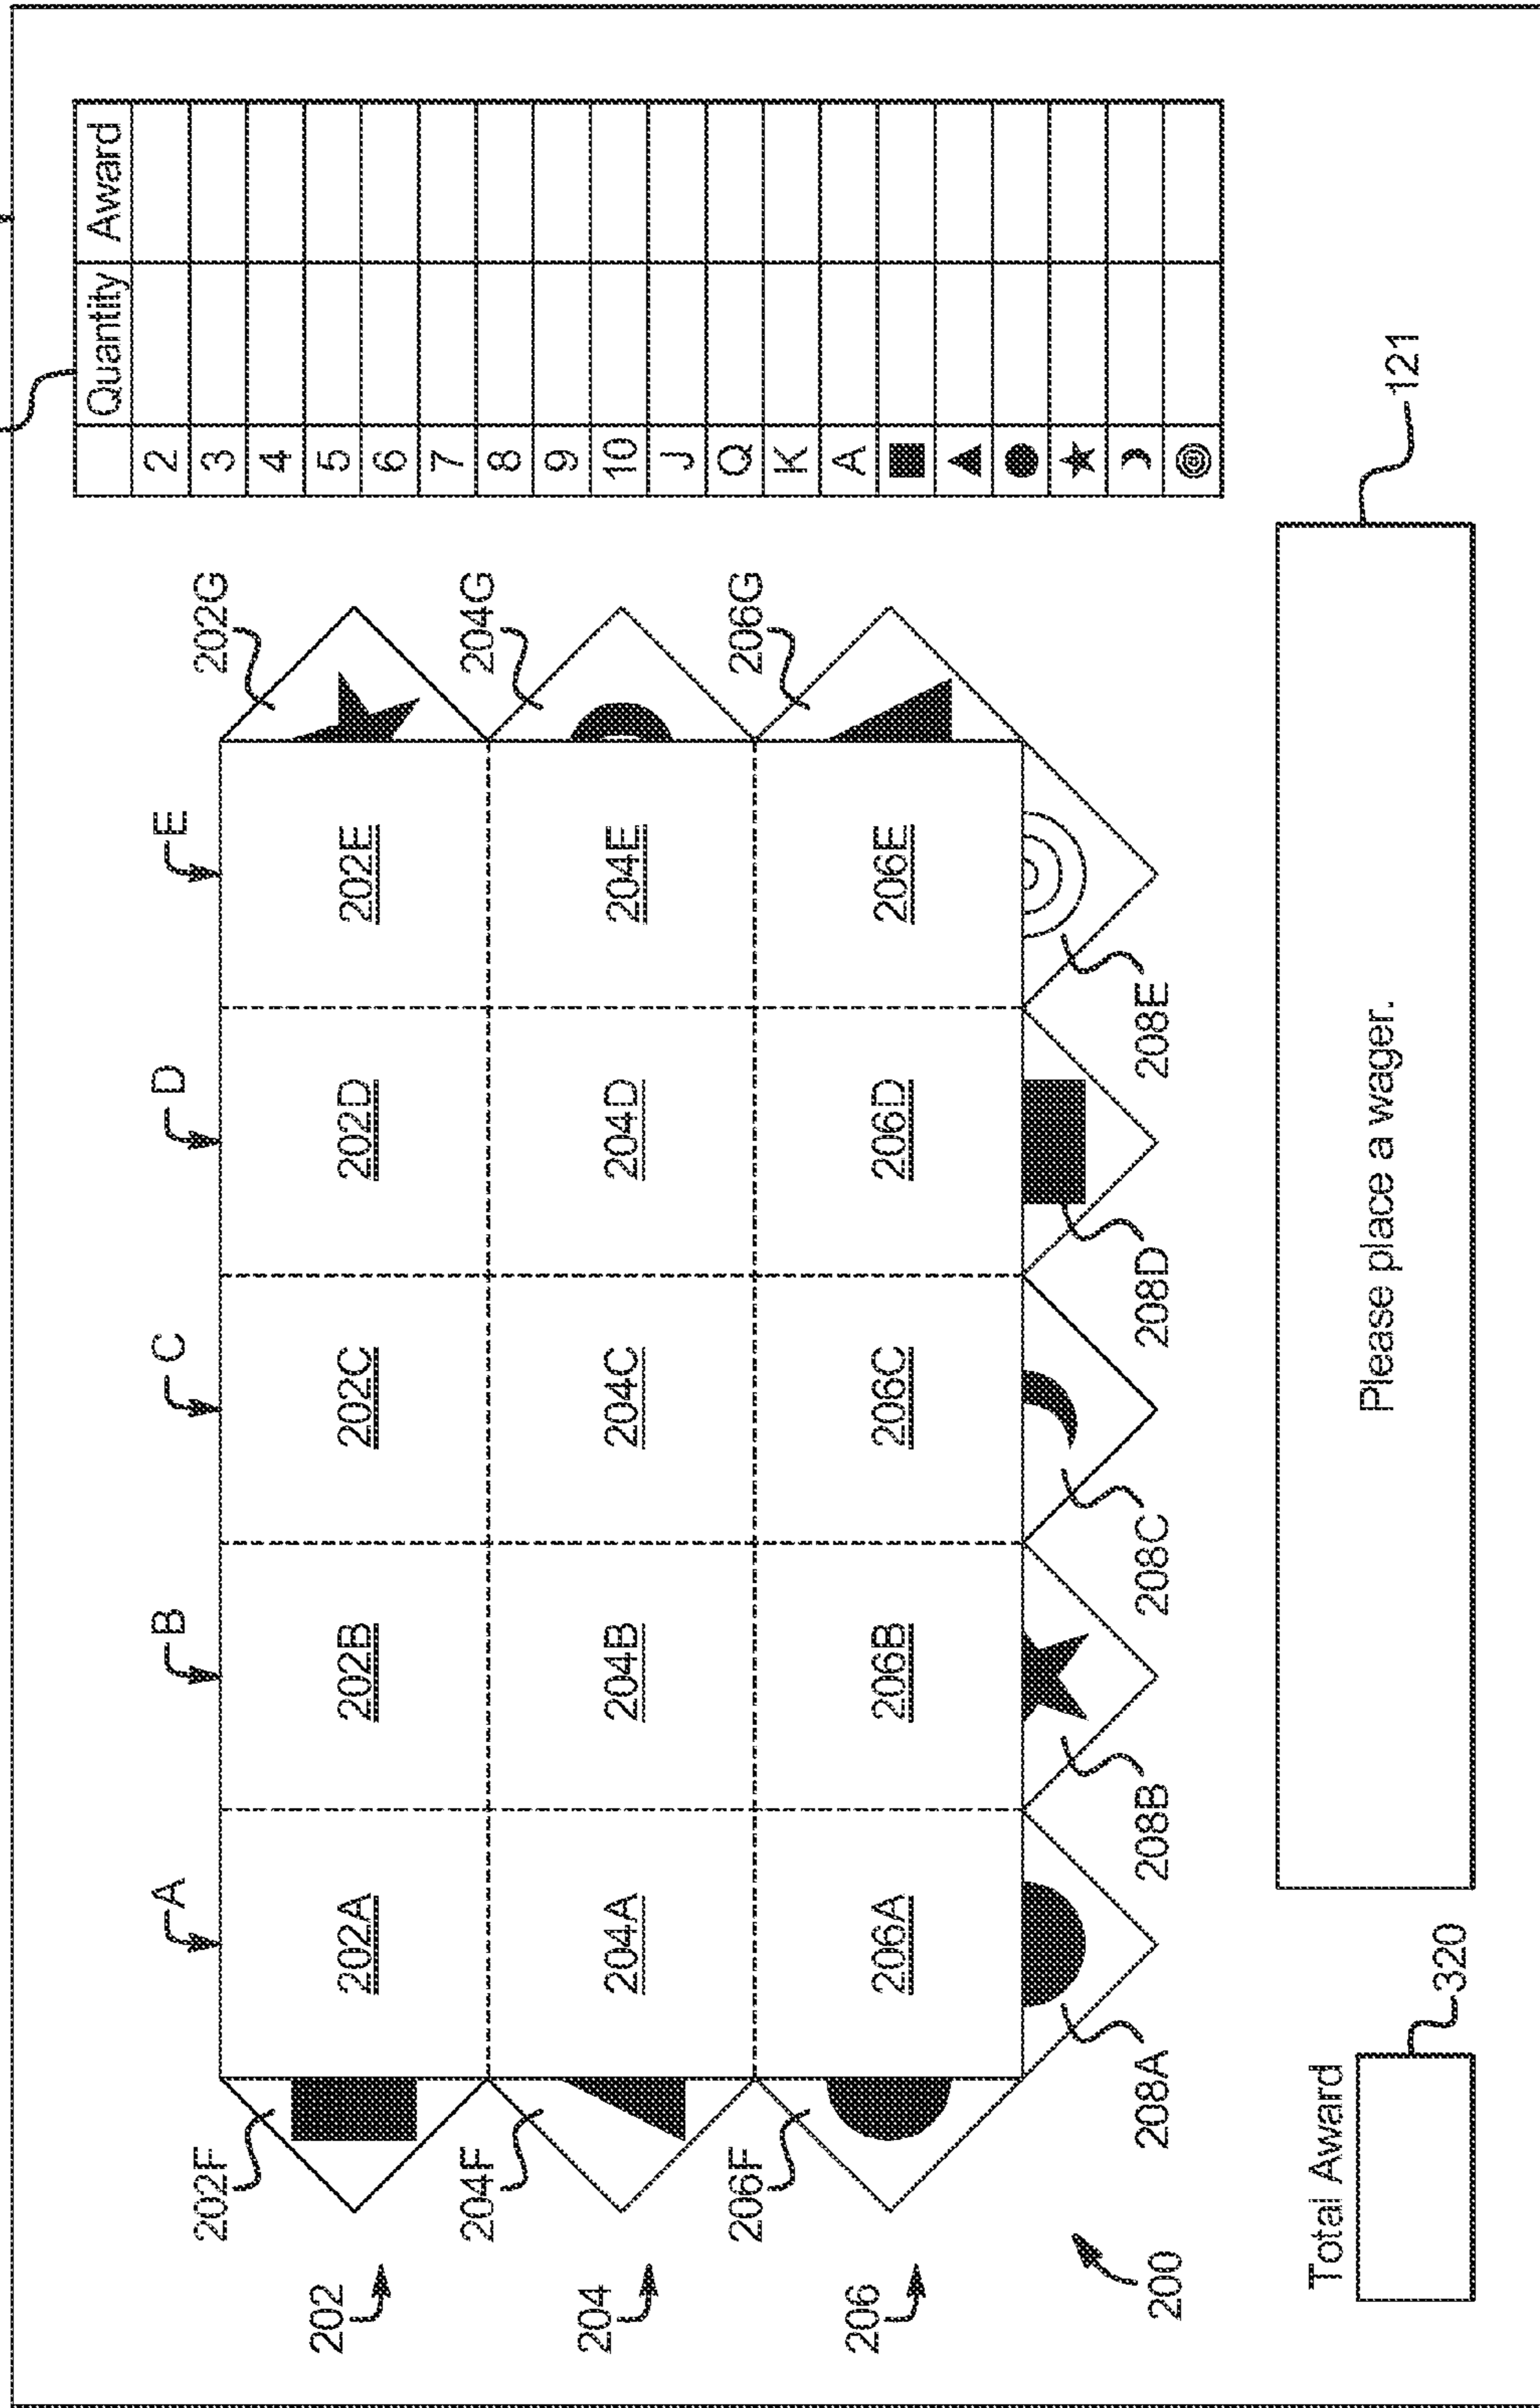 A B C D E
202F 202G
202 202A 202B 202C 202D 202E
204F 204G
204 204A 204B 204C 204D 204E
206F 206G
206 206A 206B 206C 206D 206E
200 208A 208B 208C 208D 208E
Quantity Award
2
3
4
5
6
7
8
9
10
J
Q
K
A
Total Award
320
Please place a wager.
121